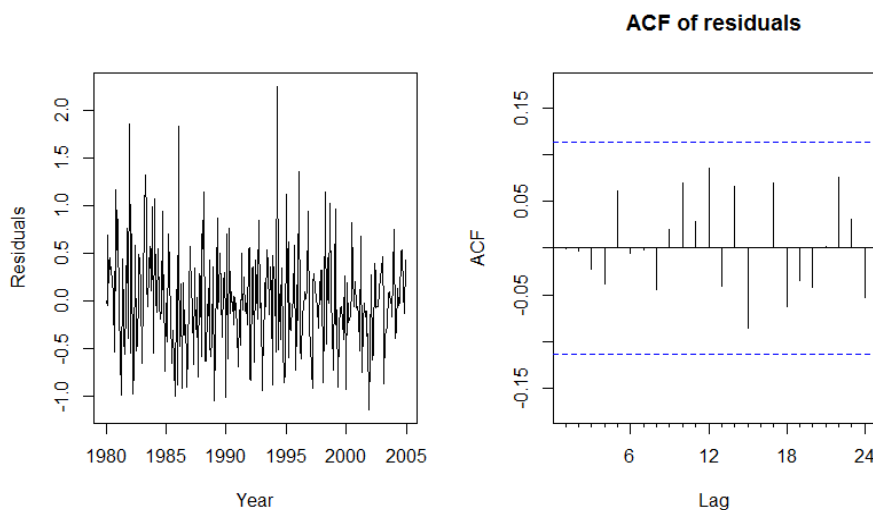 ACF of residuals
Residuals
-1.0 -0.5 0.0 0.5 1.0 1.5 2.0
1980 1985 1990 1995 2000 2005
Year
ACF
-0.15 -0.05 0.05 0.15
6 12 18 24
Lag